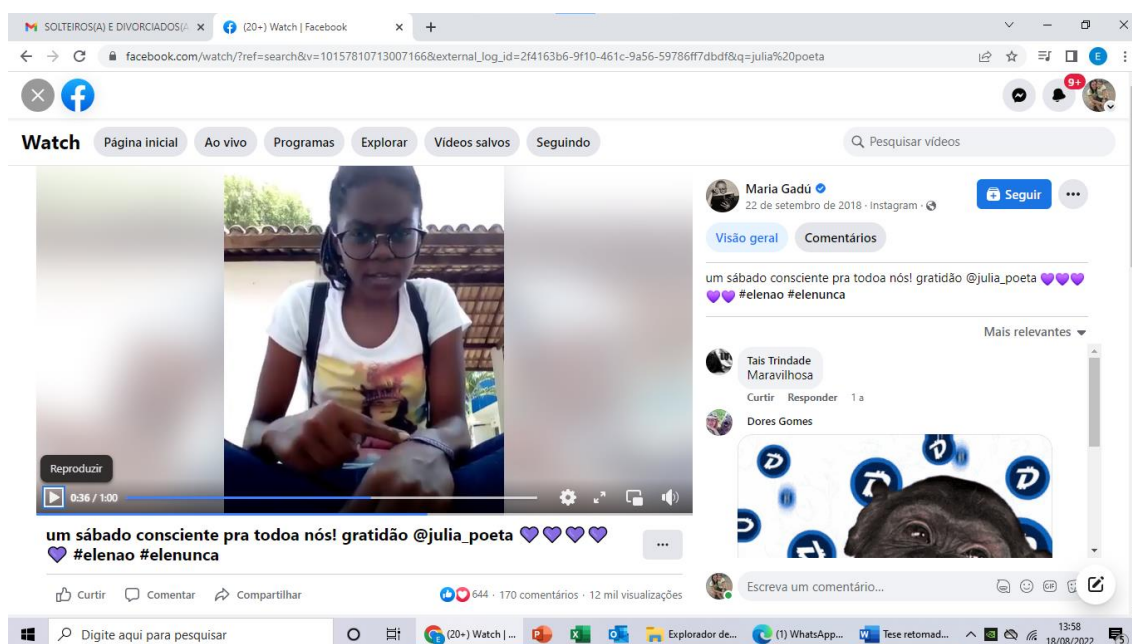 SOLTEIROS(A) E DIVORCIADOS(A
(20+) Watch | Facebook
facebook.com/watch/?ref=search&v=10157810713007166&external_log_id=2f4163b6-9f10-461c-9a56-59786ff7dbdf&q=julia%20poeta
E
9+
Watch
Página inicial
Ao vivo
Programas
Explorar
Vídeos salvos
Seguindo
Pesquisar vídeos
Maria Gadú
22 de setembro de 2018 · Instagram ·
Seguir
Visão geral
Comentários
um sábado consciente pra todoa nós! gratidão @julia_poeta 💜💜💜
💜💜 #elenao #elenunca
Mais relevantes
Tais Trindade
Maravilhosa
Curtir Responder 1 a
Dores Gomes
Reproduzir
0:36 / 1:00
um sábado consciente pra todoa nós! gratidão @julia_poeta 💜💜💜💜
💜 #elenao #elenunca
Curtir
Comentar
Compartilhar
644 · 170 comentários · 12 mil visualizações
Escreva um comentário...
GIF
Digite aqui para pesquisar
(20+) Watch | ...
Explorador de...
(1) WhatsApp...
Tese retomad...
13:58
18/08/2022
5